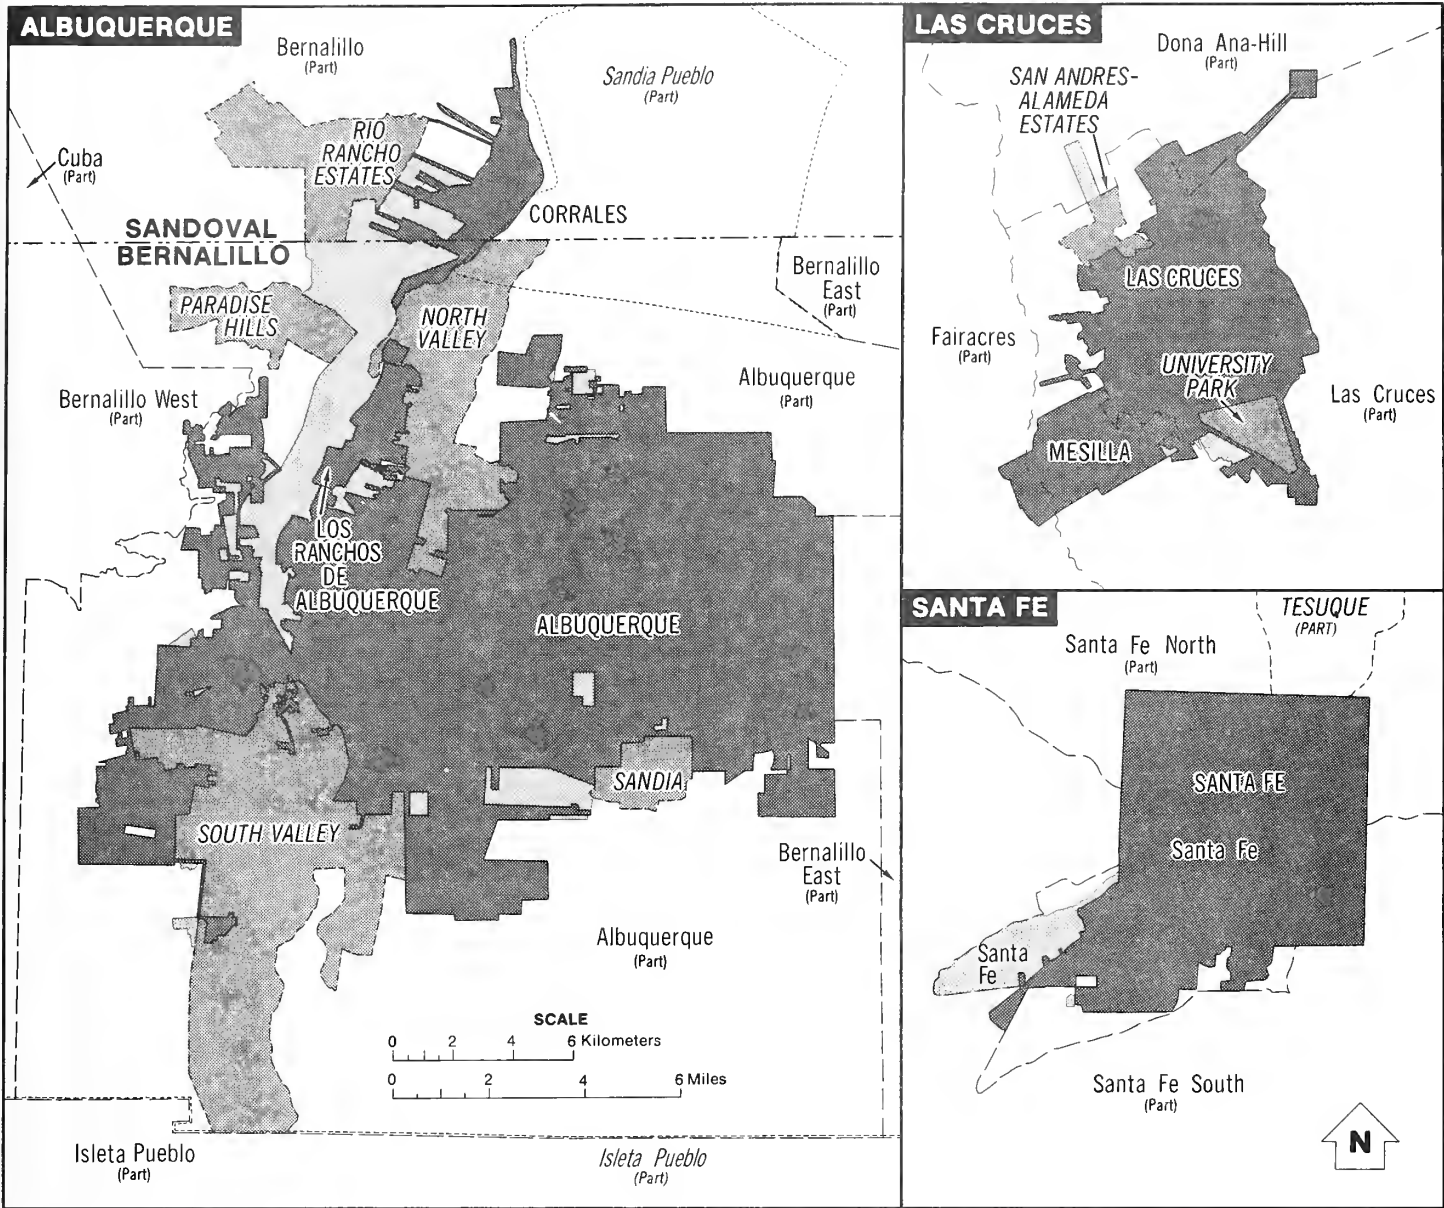 ALBUQUERQUE
Bernalillo
(Part)
Sandia Pueblo
(Part)
RIO
RANCHO
ESTATES
Cuba
(Part)
CORRALES
SANDOVAL
BERNALILLO
Bernalillo
East
(Part)
PARADISE
HILLS
NORTH
VALLEY
Albuquerque
(Part)
Bernalillo West
(Part)
LOS
RANCHOS
DE
ALBUQUERQUE
ALBUQUERQUE
SANDIA
SOUTH VALLEY
Bernalillo
East
(Part)
Albuquerque
(Part)
SCALE
0 2 4 6 Kilometers
0 2 4 6 Miles
Isleta Pueblo
(Part)
Isleta Pueblo
(Part)
LAS CRUCES
Dona Ana-Hill
(Part)
SAN ANDRES-
ALAMEDA
ESTATES
LAS CRUCES
Fairacres
(Part)
UNIVERSITY
PARK
Las Cruces
(Part)
MESILLA
SANTA FE
TESUQUE
(PART)
Santa Fe North
(Part)
SANTA FE
Santa Fe
Santa
Fe
Santa Fe South
(Part)
N